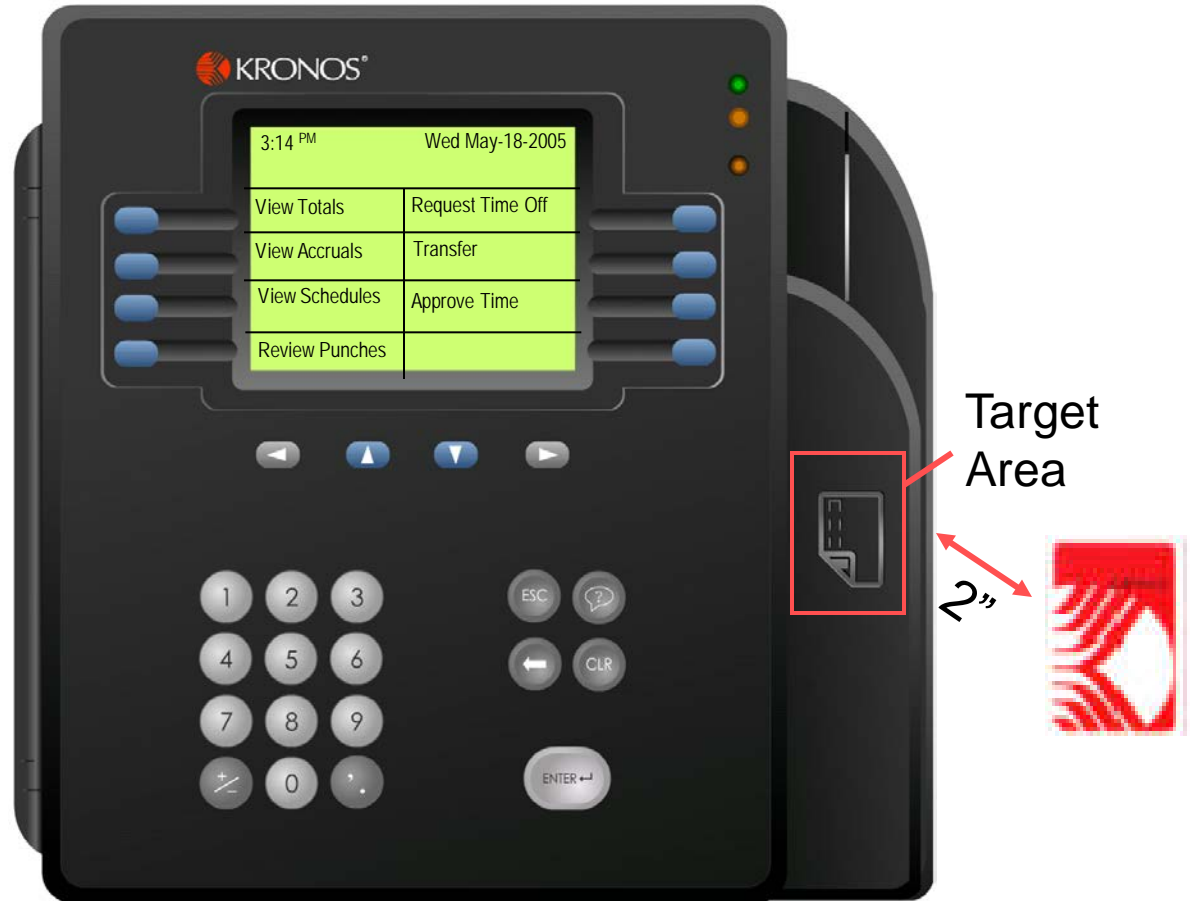 KRONOS®
3:14 PM Wed May-18-2005
View Totals Request Time Off
View Accruals Transfer
View Schedules Approve Time
Review Punches
Target
Area
2”
1 2 3
ESC ?
4 5 6
CLR
7 8 9
+/- 0 , .
ENTER